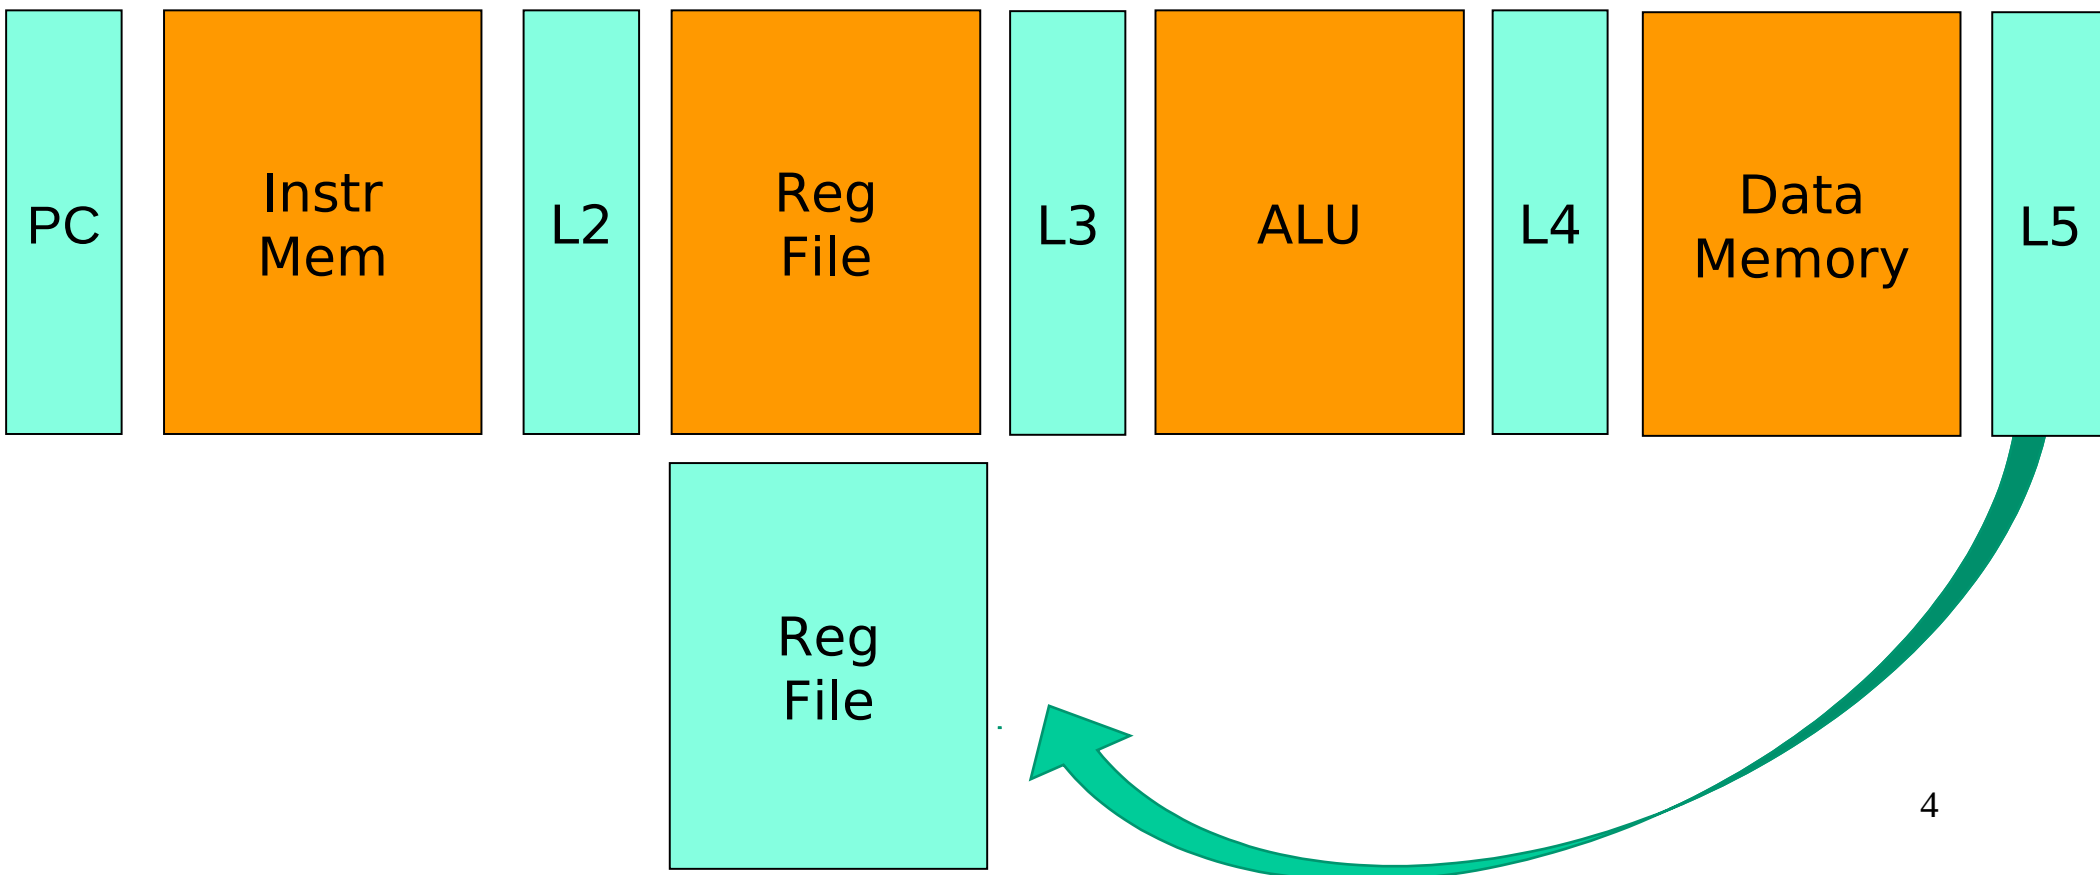 PC
Instr
Mem
L2
Reg
File
L3
ALU
L4
Data
Memory
L5
Reg
File
4